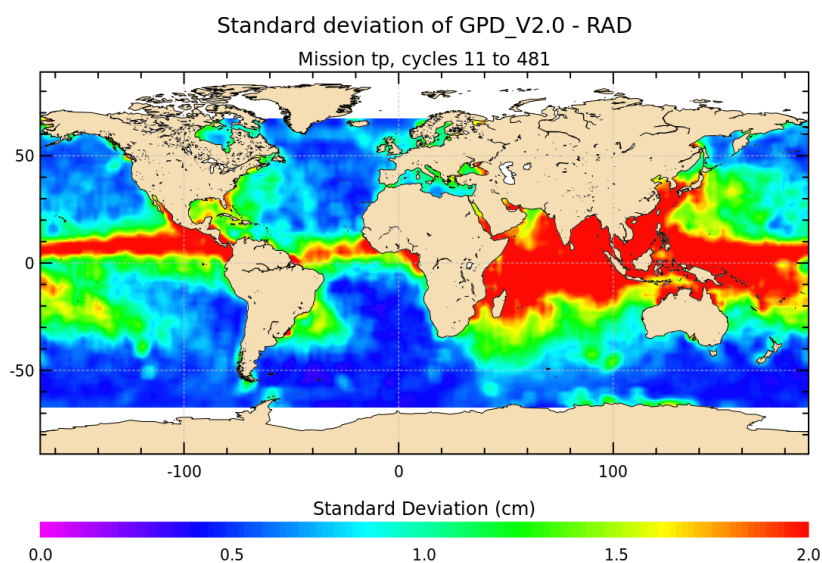 Standard deviation of GPD_V2.0 - RAD
Mission tp, cycles 11 to 481
50
0
-50
-100 0 100
Standard Deviation (cm)
0.0 0.5 1.0 1.5 2.0